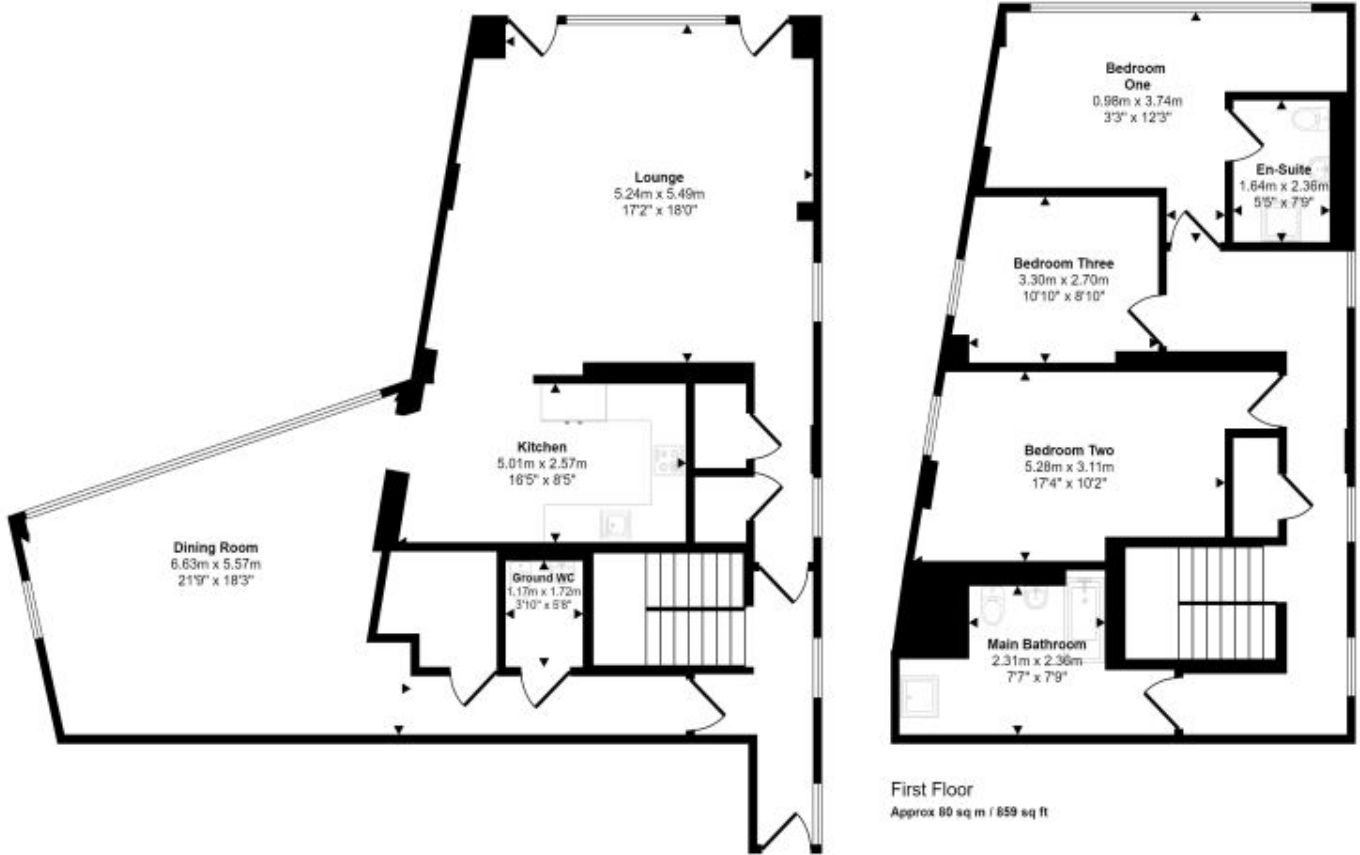 Lounge
5.24m x 5.49m
17'2" x 18'0"
Kitchen
5.01m x 2.57m
16'5" x 8'5"
Dining Room
6.63m x 5.57m
21'9" x 18'3"
Ground WC
1.17m x 1.72m
3'10" x 5'8"
Bedroom
One
0.98m x 3.74m
3'3" x 12'3"
En-Suite
1.64m x 2.36m
5'5" x 7'9"
Bedroom Three
3.30m x 2.70m
10'10" x 8'10"
Bedroom Two
5.28m x 3.11m
17'4" x 10'2"
Main Bathroom
2.31m x 2.36m
7'7" x 7'9"
First Floor
Approx 80 sq m / 859 sq ft